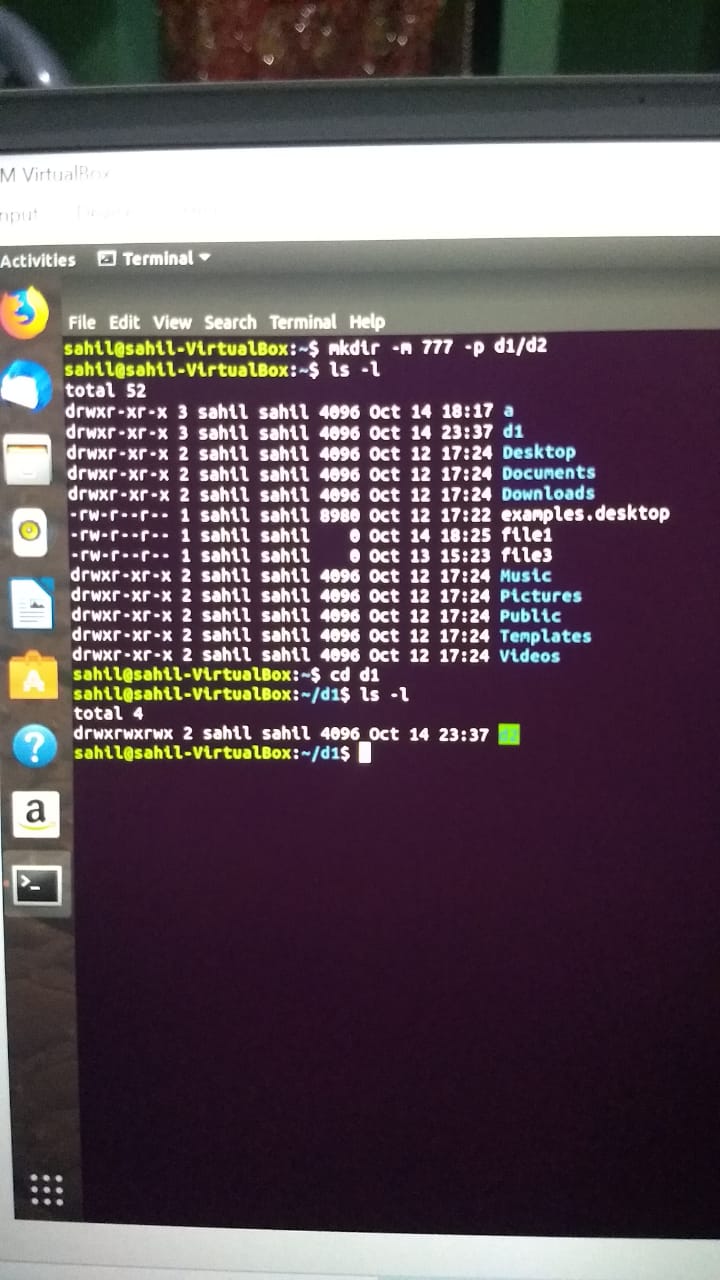 M VirtualBox
nput
Activities Terminal
File Edit View Search Terminal Help
sahil@sahil-VirtualBox:~$ mkdir -m 777 -p d1/d2
sahil@sahil-VirtualBox:~$ ls -l
total 52
drwxr-xr-x 3 sahil sahil 4096 Oct 14 18:17 a
drwxr-xr-x 3 sahil sahil 4096 Oct 14 23:37 d1
drwxr-xr-x 2 sahil sahil 4096 Oct 12 17:24 Desktop
drwxr-xr-x 2 sahil sahil 4096 Oct 12 17:24 Documents
drwxr-xr-x 2 sahil sahil 4096 Oct 12 17:24 Downloads
-rw-r--r-- 1 sahil sahil 8980 Oct 12 17:22 examples.desktop
-rw-r--r-- 1 sahil sahil    0 Oct 14 18:25 file1
-rw-r--r-- 1 sahil sahil    0 Oct 13 15:23 file3
drwxr-xr-x 2 sahil sahil 4096 Oct 12 17:24 Music
drwxr-xr-x 2 sahil sahil 4096 Oct 12 17:24 Pictures
drwxr-xr-x 2 sahil sahil 4096 Oct 12 17:24 Public
drwxr-xr-x 2 sahil sahil 4096 Oct 12 17:24 Templates
drwxr-xr-x 2 sahil sahil 4096 Oct 12 17:24 Videos
sahil@sahil-VirtualBox:~$ cd d1
sahil@sahil-VirtualBox:~/d1$ ls -l
total 4
drwxrwxrwx 2 sahil sahil 4096 Oct 14 23:37 d2
sahil@sahil-VirtualBox:~/d1$